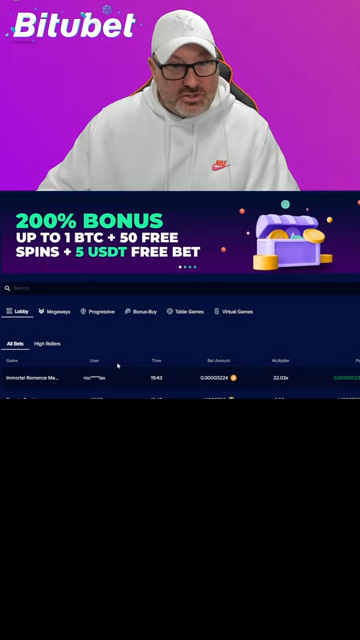 Bitubet
200% BONUS
UP TO 1 BTC + 50 FREE
SPINS + 5 USDT FREE BET
Search
Lobby Megaways Progressive Bonus-Buy Table Games Virtual Games
All Bets High Rollers
Game User Time Bet Amount Multiplier
Immortal Romance Me... roc****lax 19:43 0.00003224 32.03x